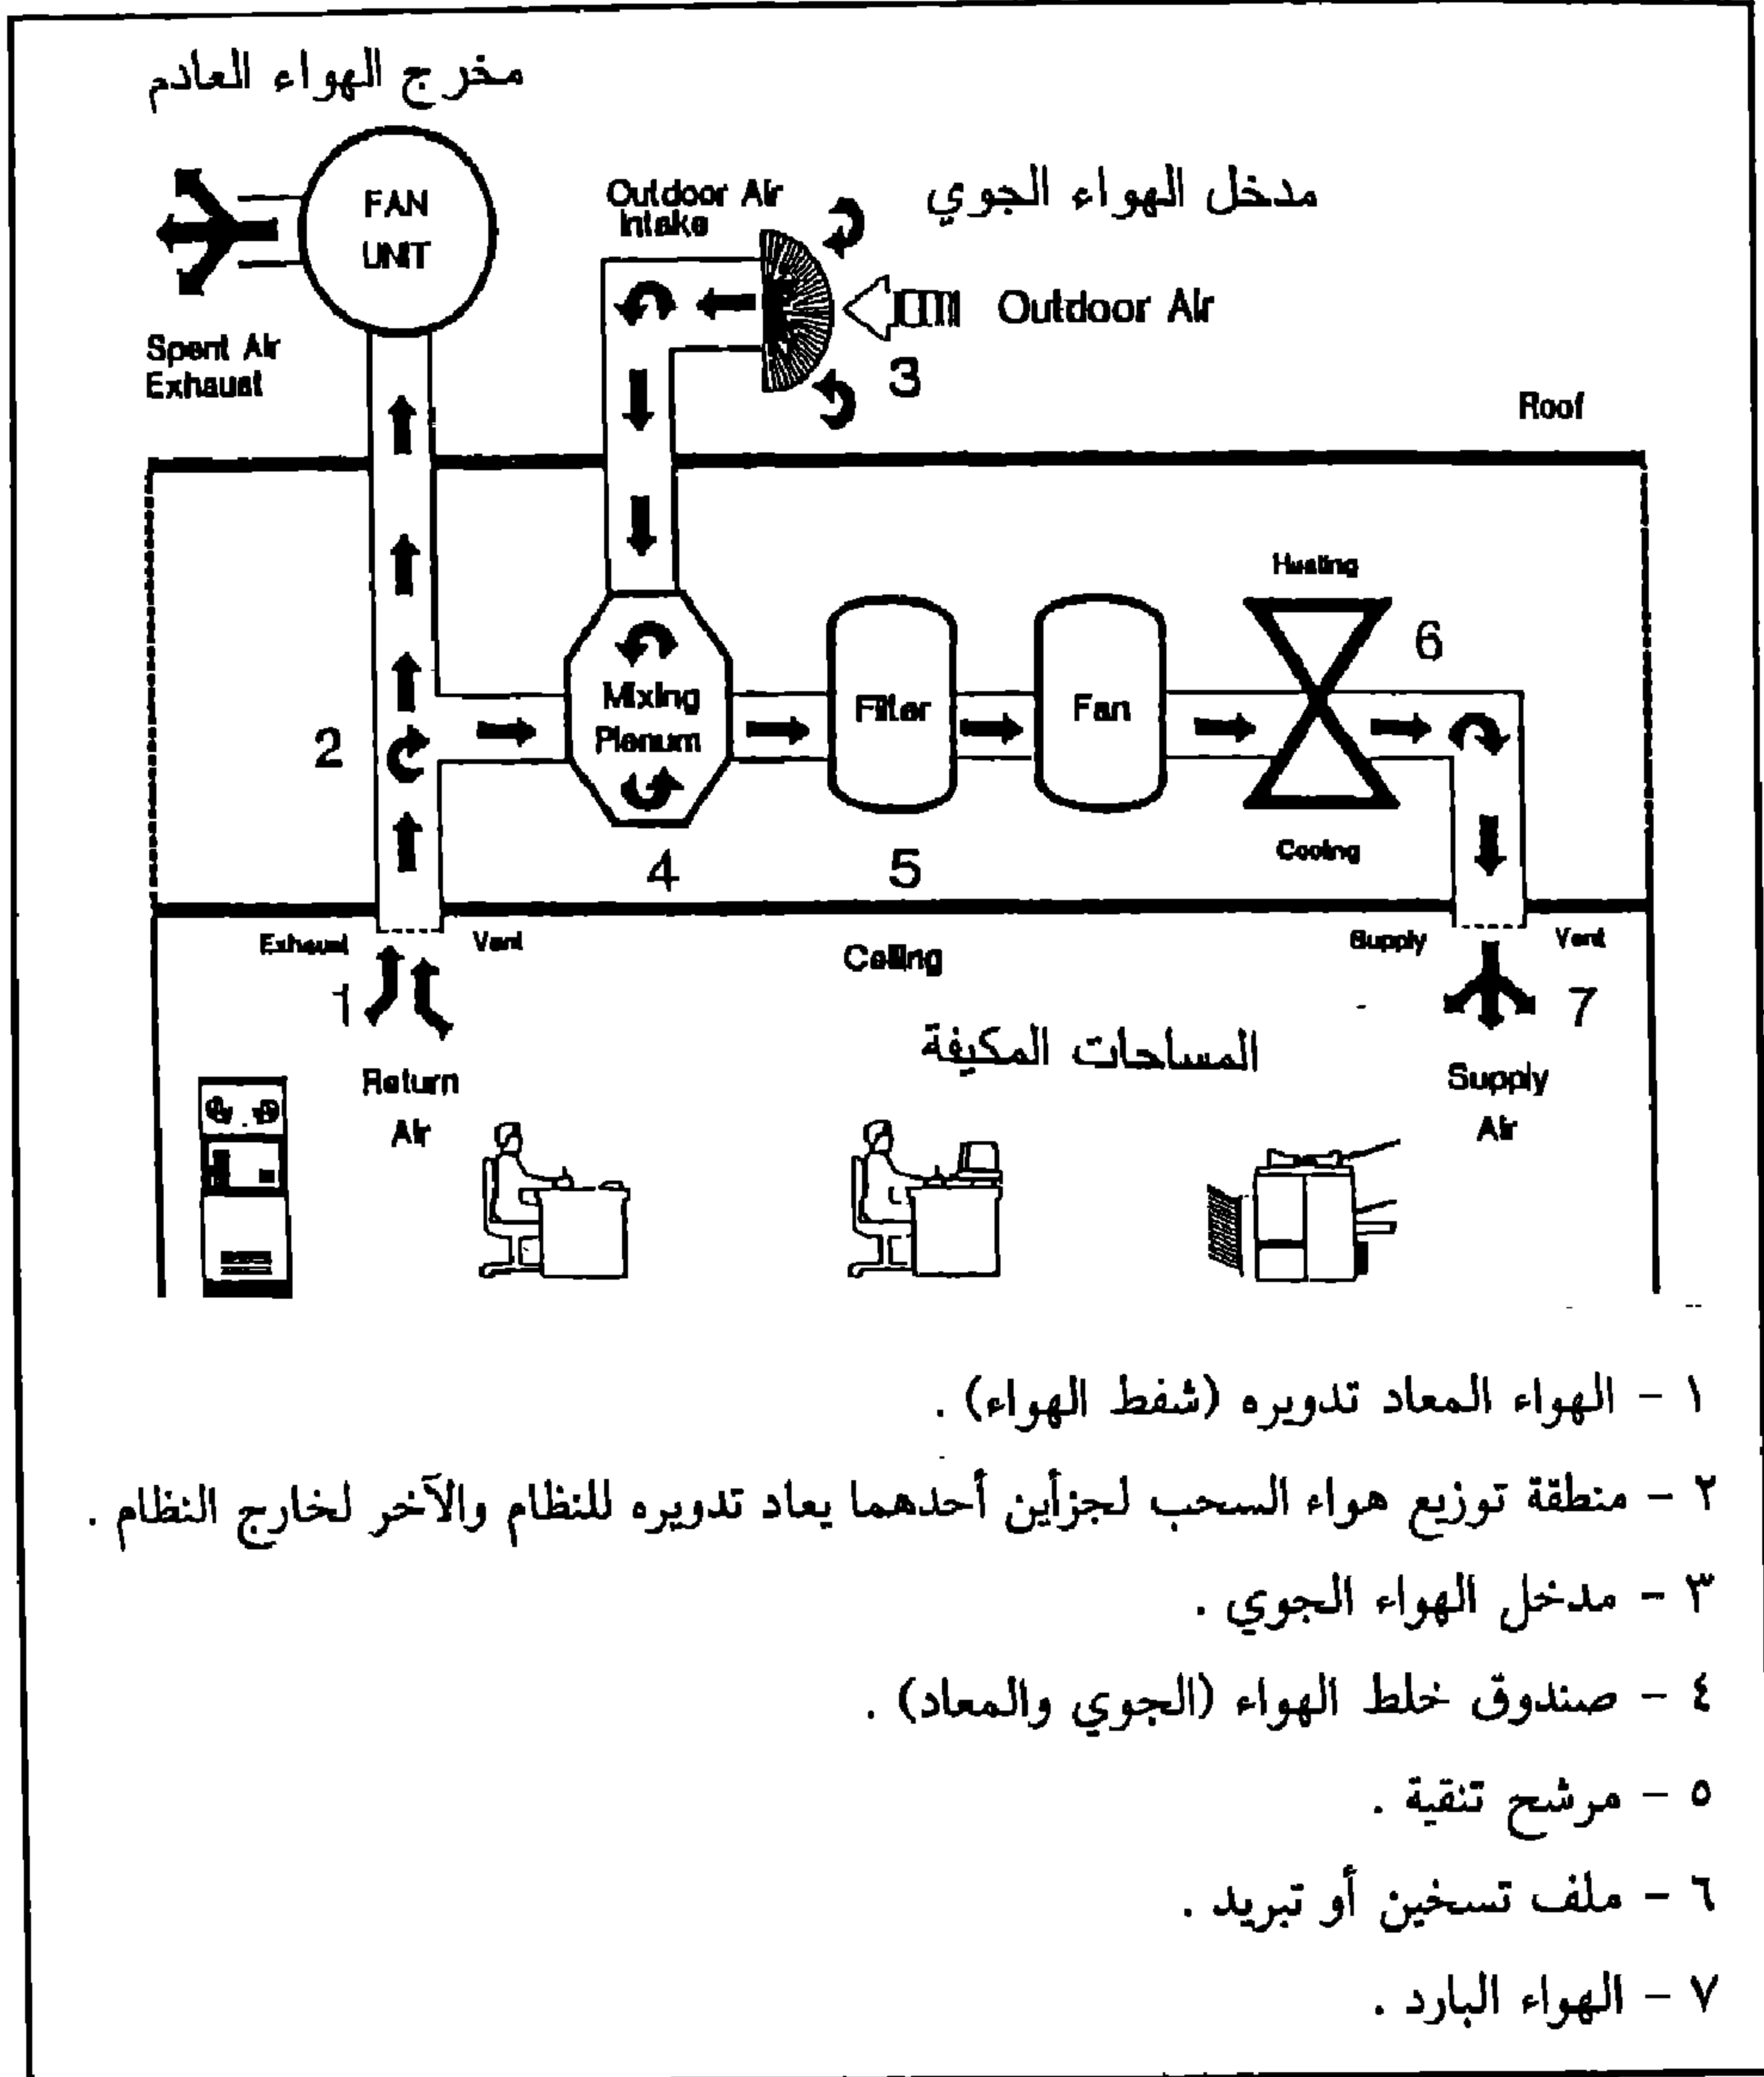 مخرج الهواء العادم
FAN
UNIT
Outdoor Air
Intake
مدخل الهواء الجوي
Outdoor Air
Spent Air
Exhaust
3
Roof
Heating
6
Mixing
Plenum
Filter
Fan
2
4
5
Cooling
Exhaust
Vent
Ceiling
Supply
Vent
1
7
المساحات المكيفة
Return
Air
Supply
Air
١ - الهواء المعاد تدويره (شفط الهواء) .
٢ - منطقة توزيع هواء السحب لجزأين أحدهما يعاد تدويره للنظام والآخر لخارج النظام .
٣ - مدخل الهواء الجوي .
٤ - صندوق خلط الهواء (الجوي والمعاد) .
٥ - مرشح تنقية .
٦ - ملف تسخين أو تبريد .
٧ - الهواء البارد .